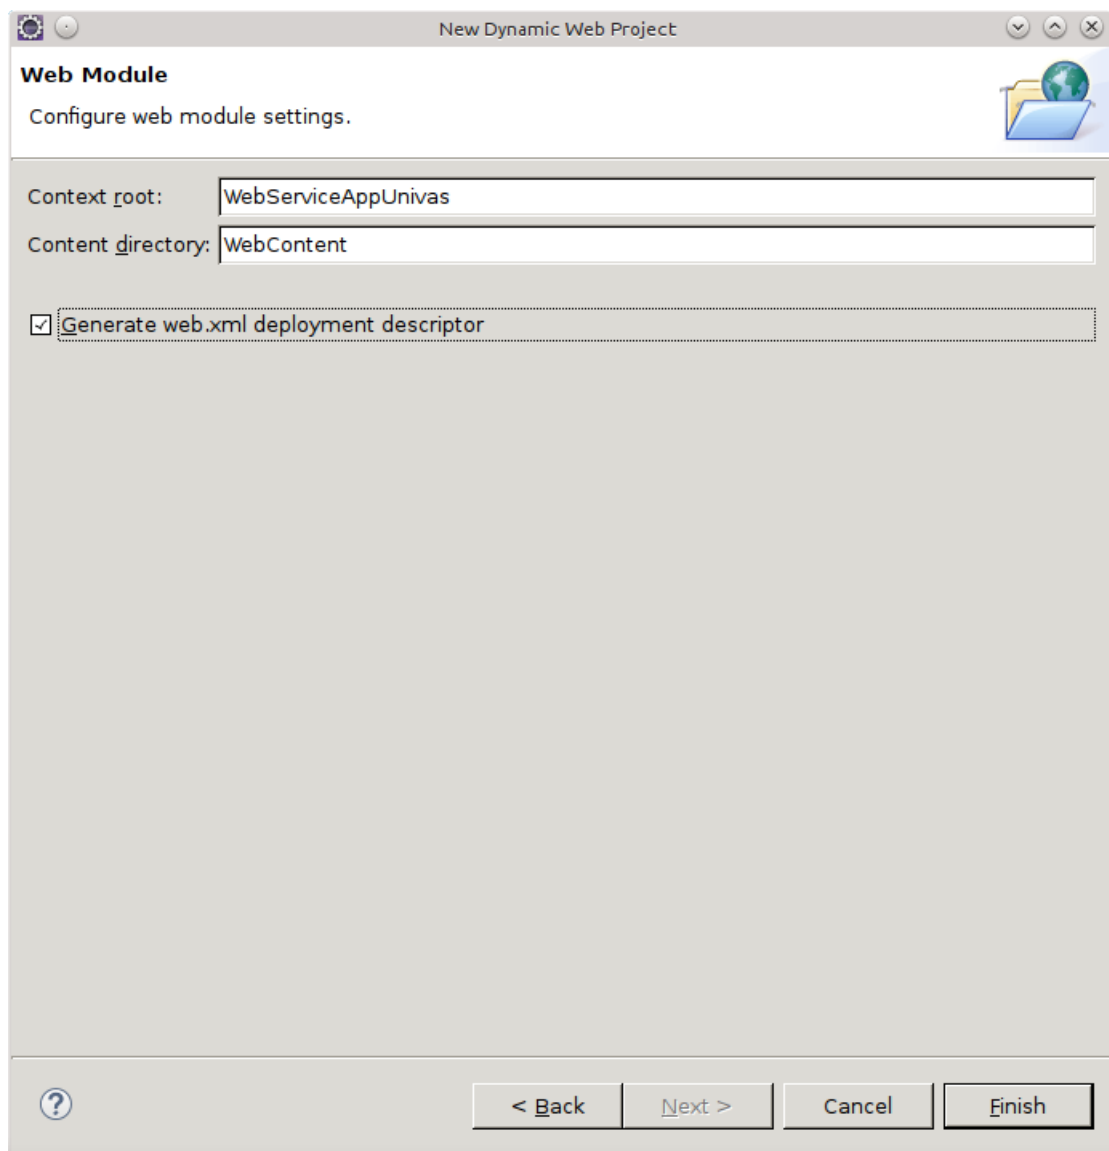 New Dynamic Web Project
Web Module
Configure web module settings.
Context root: WebServiceAppUnivas
Content directory: WebContent
Generate web.xml deployment descriptor
? < Back Next > Cancel Finish